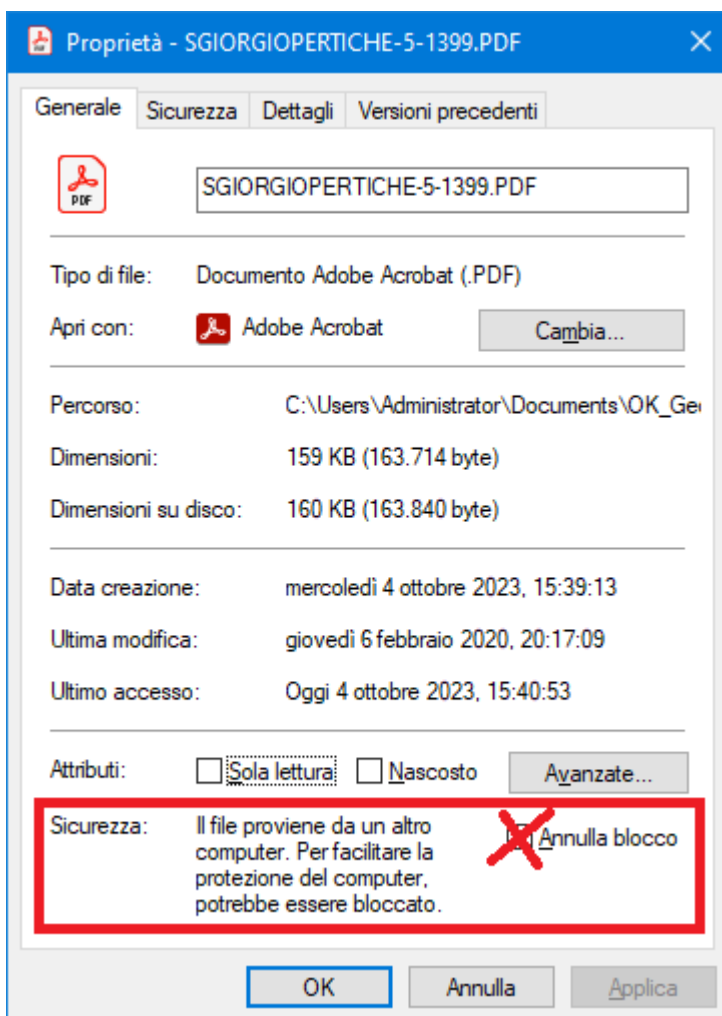 Proprietà - SGIORGIOPERTICHE-5-1399.PDF
Generale Sicurezza Dettagli Versioni precedenti
PDF
SGIORGIOPERTICHE-5-1399.PDF
Tipo di file: Documento Adobe Acrobat (.PDF)
Apri con: Adobe Acrobat Cambia...
Percorso: C:\Users\Administrator\Documents\OK_Geo
Dimensioni: 159 KB (163.714 byte)
Dimensioni su disco: 160 KB (163.840 byte)
Data creazione: mercoledì 4 ottobre 2023, 15:39:13
Ultima modifica: giovedì 6 febbraio 2020, 20:17:09
Ultimo accesso: Oggi 4 ottobre 2023, 15:40:53
Attributi: Sola lettura Nascosto Avanzate...
Sicurezza: Il file proviene da un altro
computer. Per facilitare la
protezione del computer,
potrebbe essere bloccato.
Annulla blocco
OK Annulla Applica